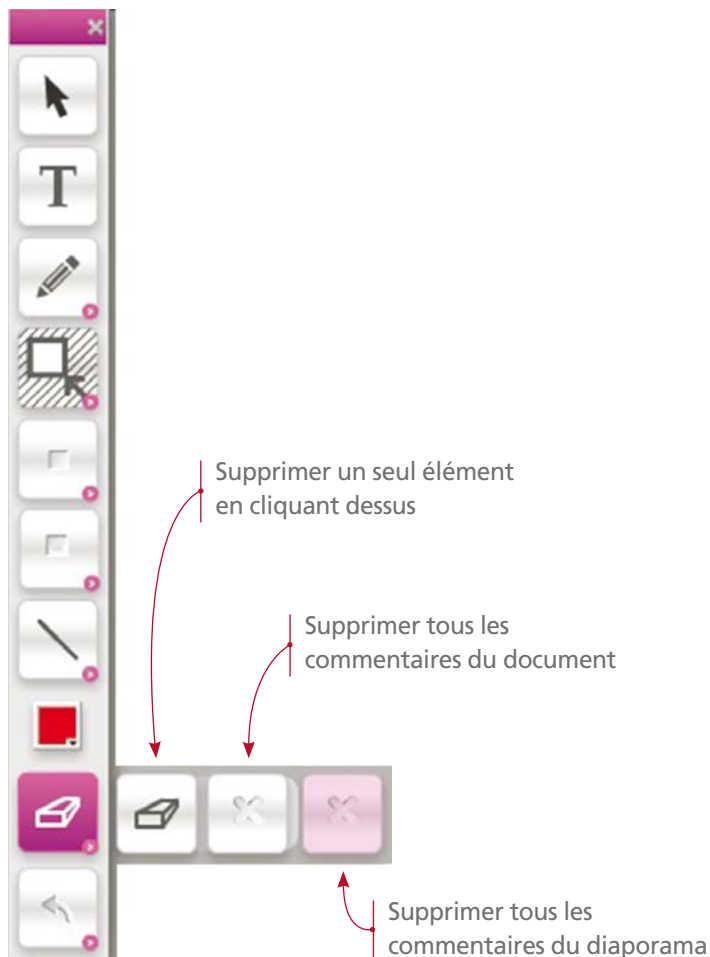 T
Supprimer un seul élément
en cliquant dessus
Supprimer tous les
commentaires du document
Supprimer tous les
commentaires du diaporama